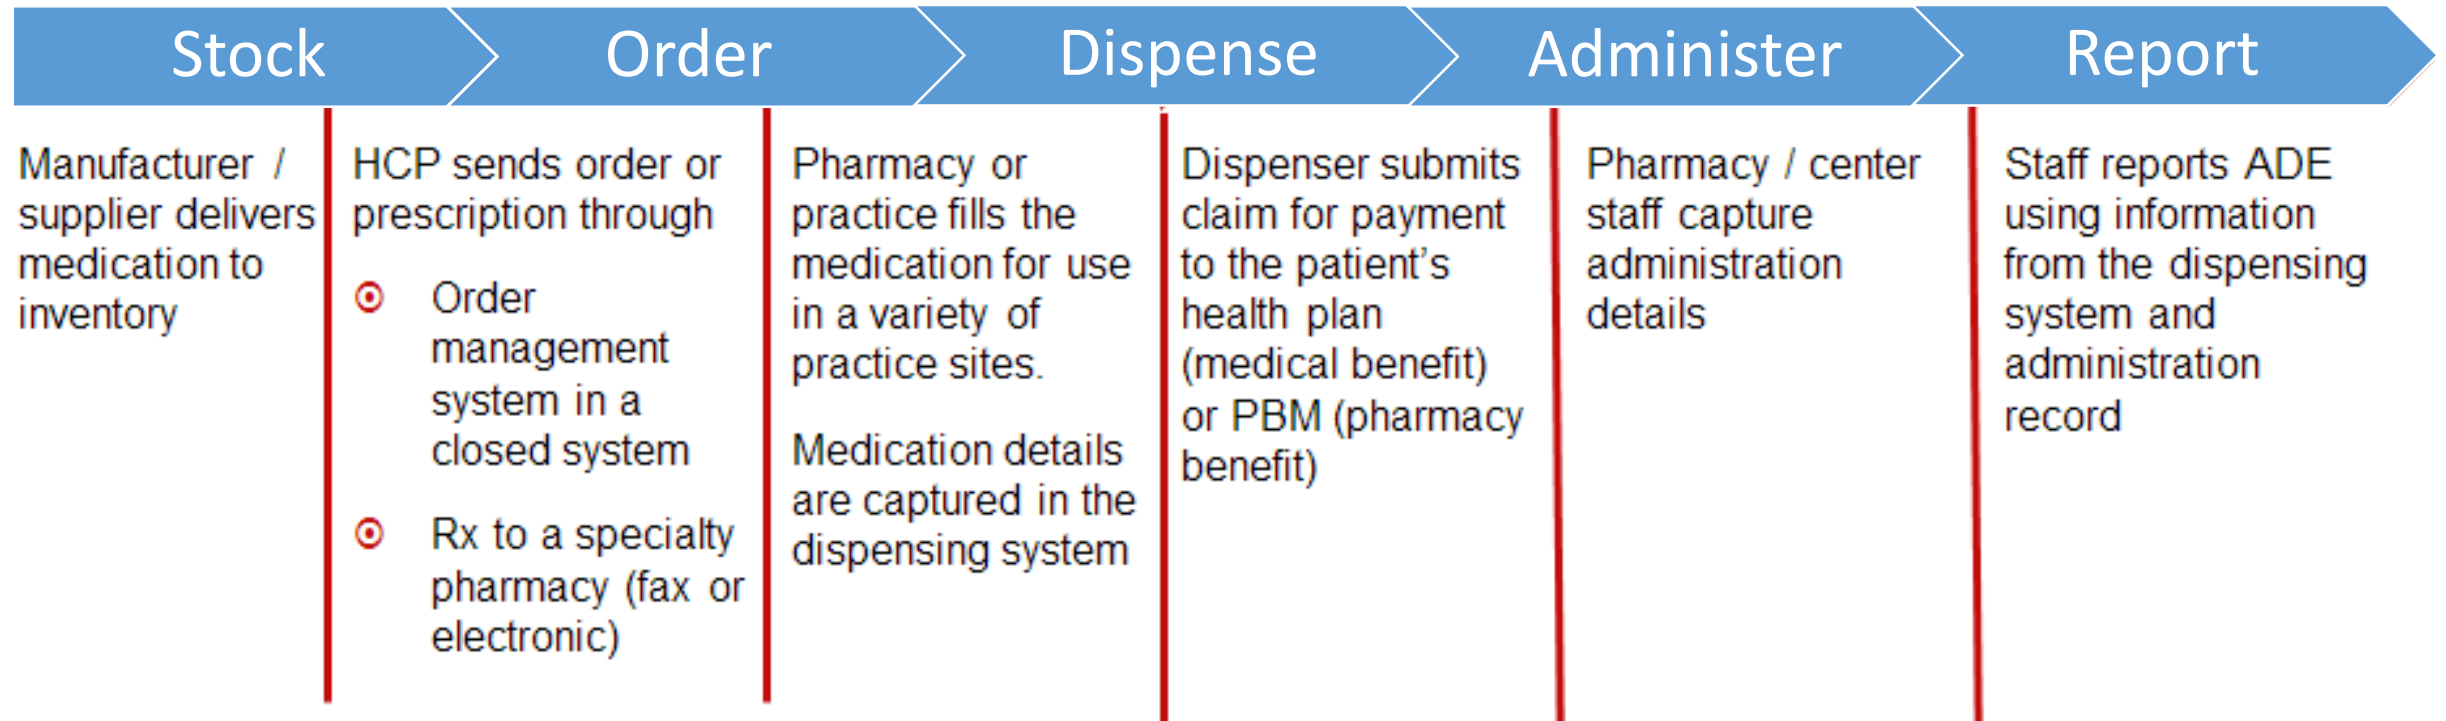 Stock
Order
Dispense
Administer
Report
Manufacturer /
supplier delivers
medication to
inventory
HCP sends order or
prescription through
Order
management
system in a
closed system
Rx to a specialty
pharmacy (fax or
electronic)
Pharmacy or
practice fills the
medication for use
in a variety of
practice sites.
Medication details
are captured in the
dispensing system
Dispenser submits
claim for payment
to the patient’s
health plan
(medical benefit)
or PBM (pharmacy
benefit)
Pharmacy / center
staff capture
administration
details
Staff reports ADE
using information
from the dispensing
system and
administration
record